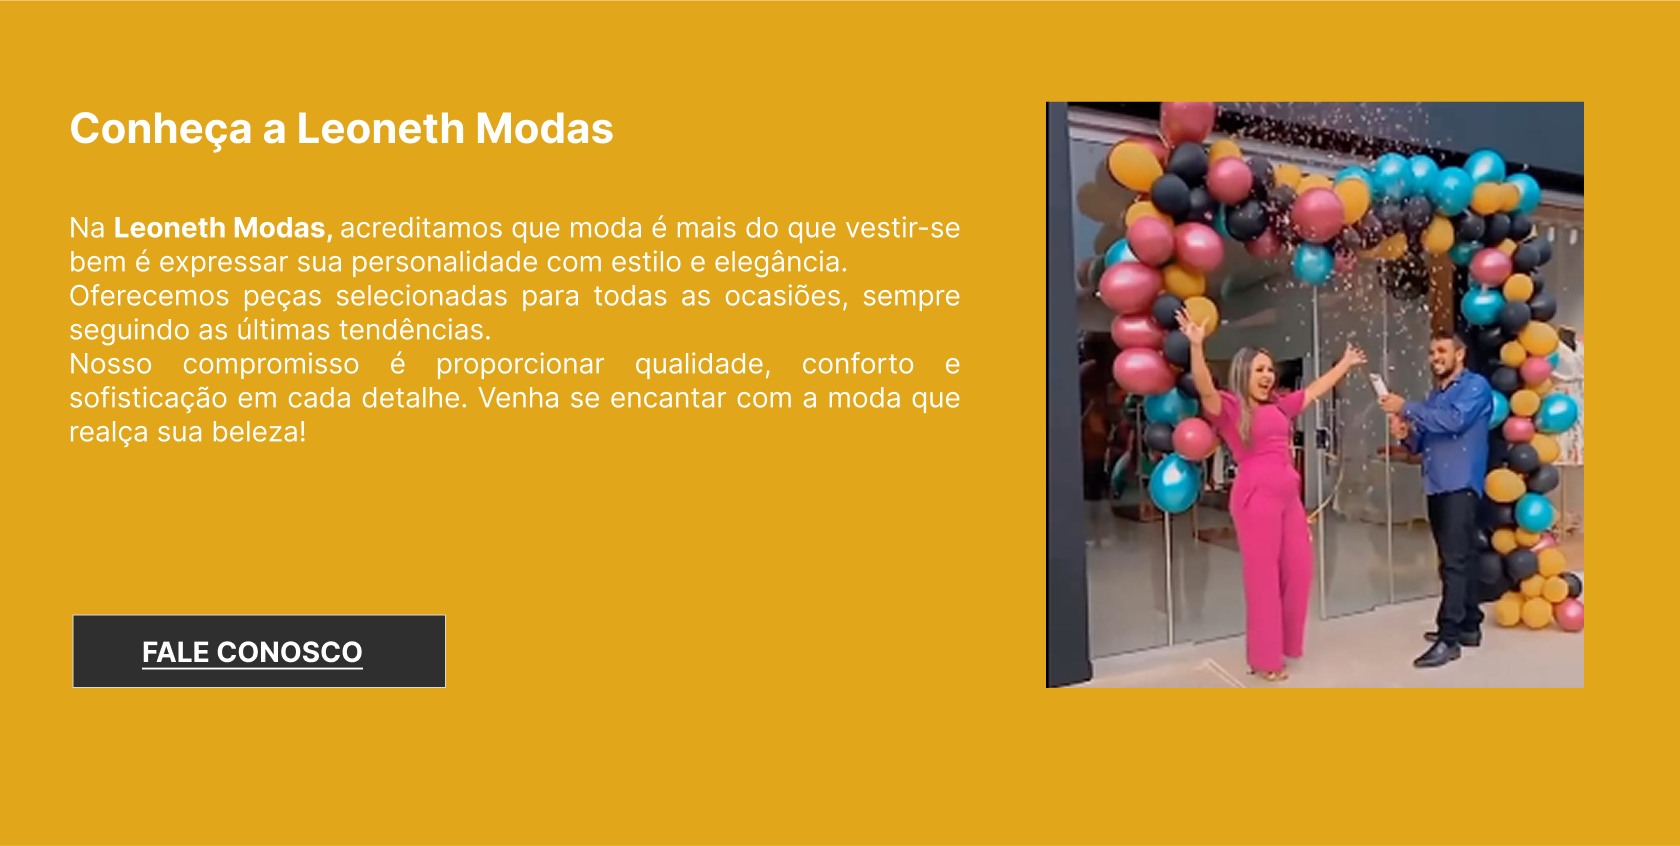 Conheça a Leoneth Modas
Na Leoneth Modas, acreditamos que moda é mais do que vestir-se
bem é expressar sua personalidade com estilo e elegância.
Oferecemos peças selecionadas para todas as ocasiões, sempre
seguindo as últimas tendências.
Nosso compromisso é proporcionar qualidade, conforto e
sofisticação em cada detalhe. Venha se encantar com a moda que
realça sua beleza!
FALE CONOSCO